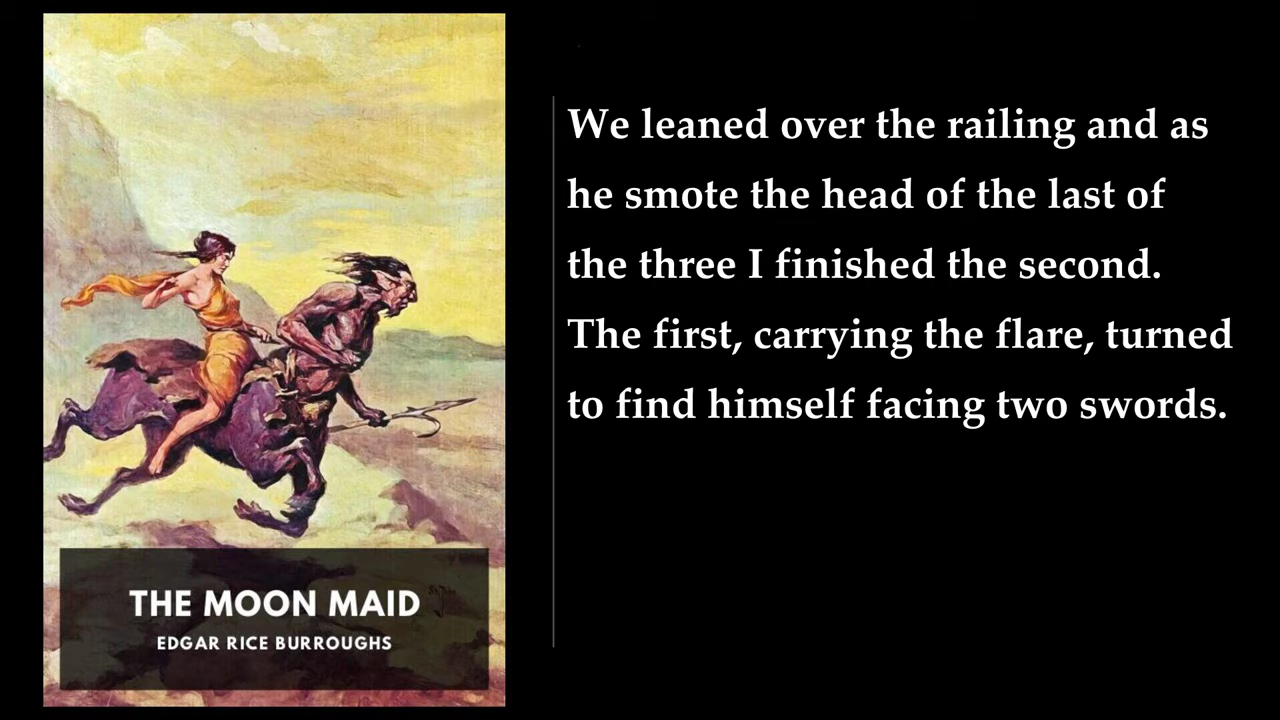 We leaned over the railing and as
he smote the head of the last of
the three I finished the second.
The first, carrying the flare, turned
to find himself facing two swords.
THE MOON MAID
EDGAR RICE BURROUGHS